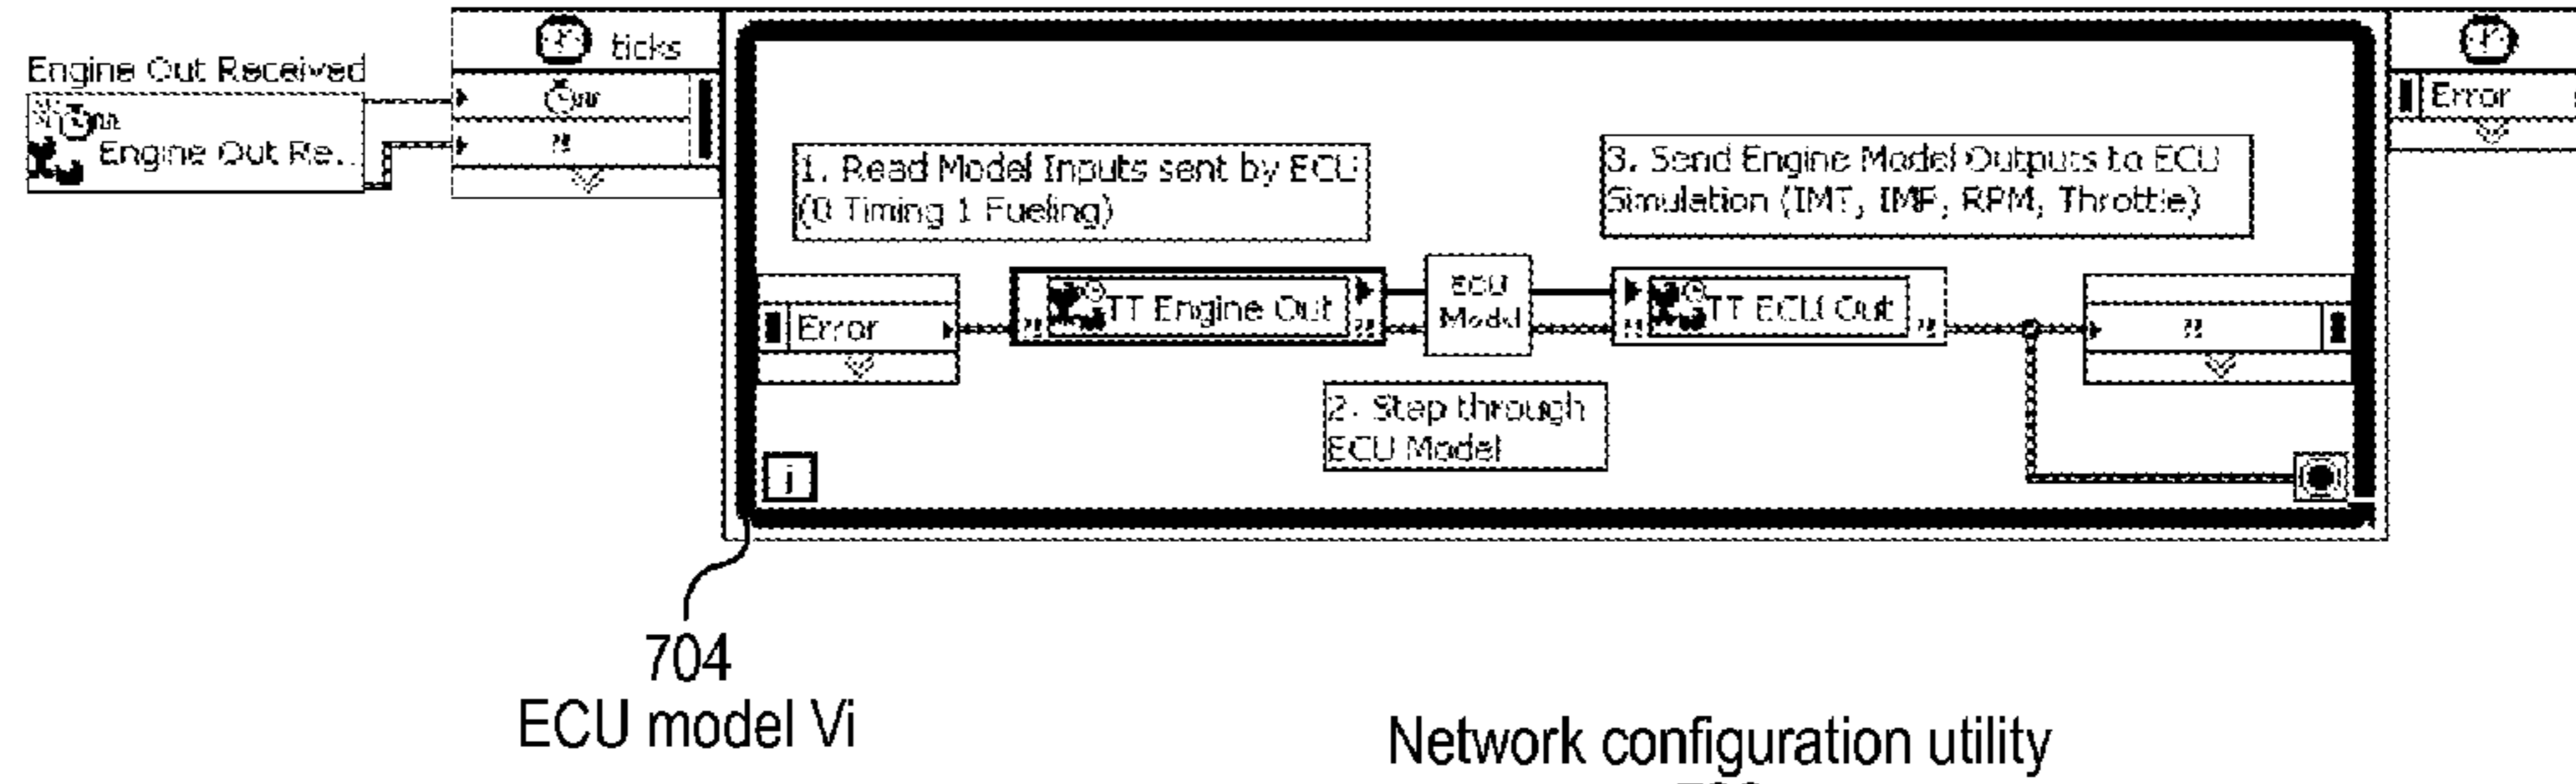 ticks
Engine Out Received
Engine Out Re..
Error
1. Read Model Inputs sent by ECU
(0 Timing 1 Fueling)
3. Send Engine Model Outputs to ECU
Simulation (IMT, IMP, RPM, Throttle)
Error
TT Engine Out
ECU
Model
TT ECU Out
2. Step through
ECU Model
i
704
ECU model Vi
Network configuration utility